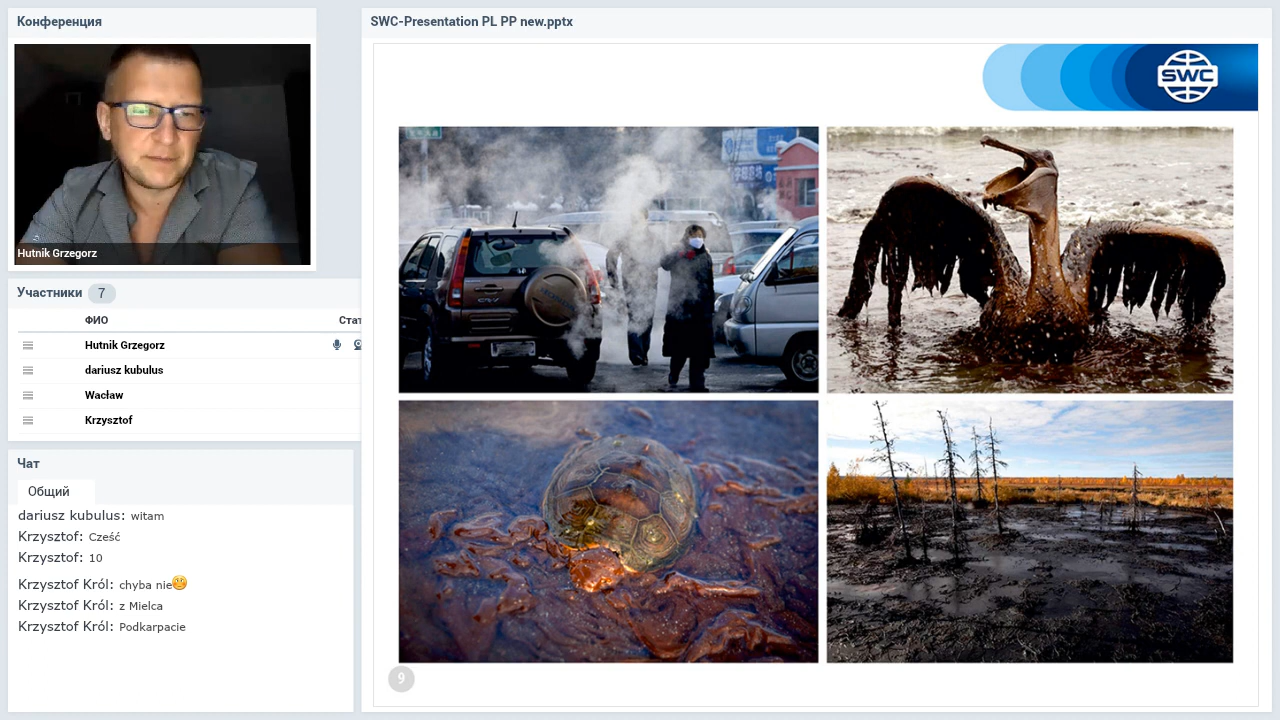 Конференция
Hutnik Grzegorz
Участники 7
ФИО Стат
Hutnik Grzegorz
dariusz kubulus
Wacław
Krzysztof
Чат
Общий
dariusz kubulus: witam
Krzysztof: Cześć
Krzysztof: 10
Krzysztof Król: chyba nie
Krzysztof Król: z Mielca
Krzysztof Król: Podkarpacie
SWC-Presentation PL PP new.pptx
SWC
9